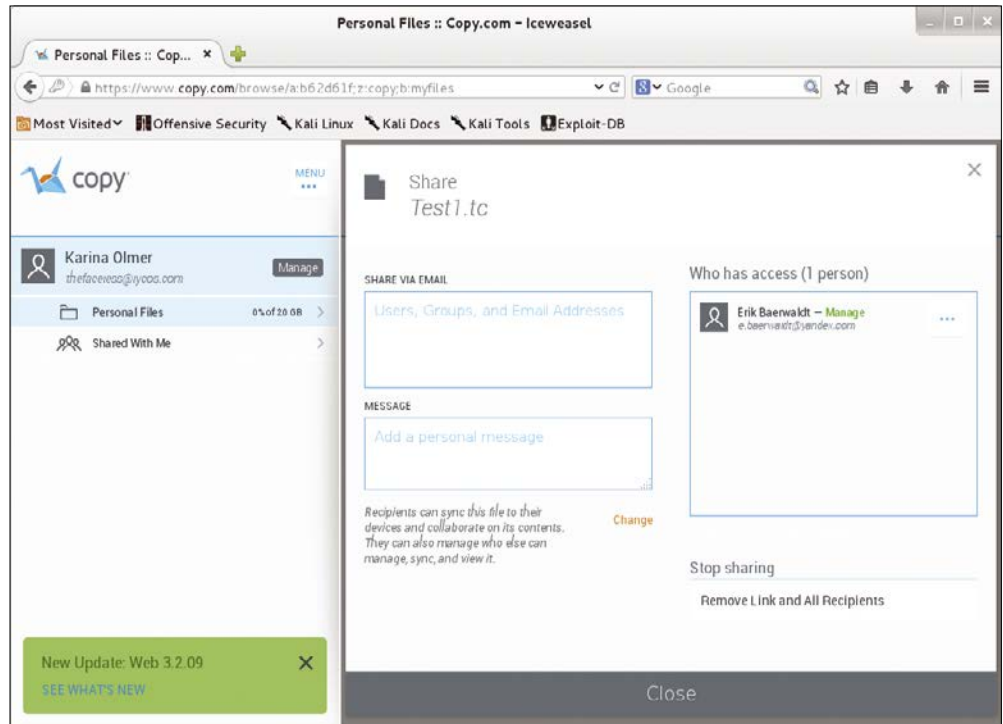 Personal Files :: Copy.com - Iceweasel
Personal Files :: Cop...
https://www.copy.com/browse/a:b62d61f;z:copy;b:myfiles
Google
Most Visited
Offensive Security
Kali Linux
Kali Docs
Kali Tools
Exploit-DB
copy
MENU
Karina Olmer
Manage
Personal Files
0% of 20 GB
Shared With Me
New Update: Web 3.2.09
SEE WHAT'S NEW
Share
Test1.tc
SHARE VIA EMAIL
Users, Groups, and Email Addresses
MESSAGE
Add a personal message
Recipients can sync this file to their
devices and collaborate on its contents.
They can also manage who else can
manage, sync, and view it.
Change
Who has access (1 person)
Erik Baerwaldt — Manage
e.baerwaldt@yandex.com
Stop sharing
Remove Link and All Recipients
Close